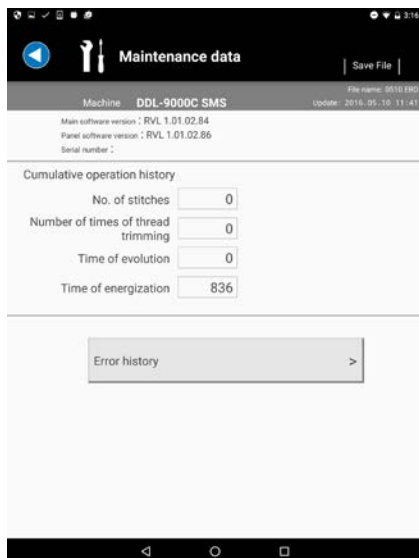 3:16
Maintenance data
Save File
File name: 0510.ERD
Machine DDL-9000C SMS
Update: 2016.05.10 11:41
Main software version : RVL 1.01.02.84
Panel software version : RVL 1.01.02.86
Serial number :
Cumulative operation history
No. of stitches 0
Number of times of thread
trimming 0
Time of evolution 0
Time of energization 836
Error history >